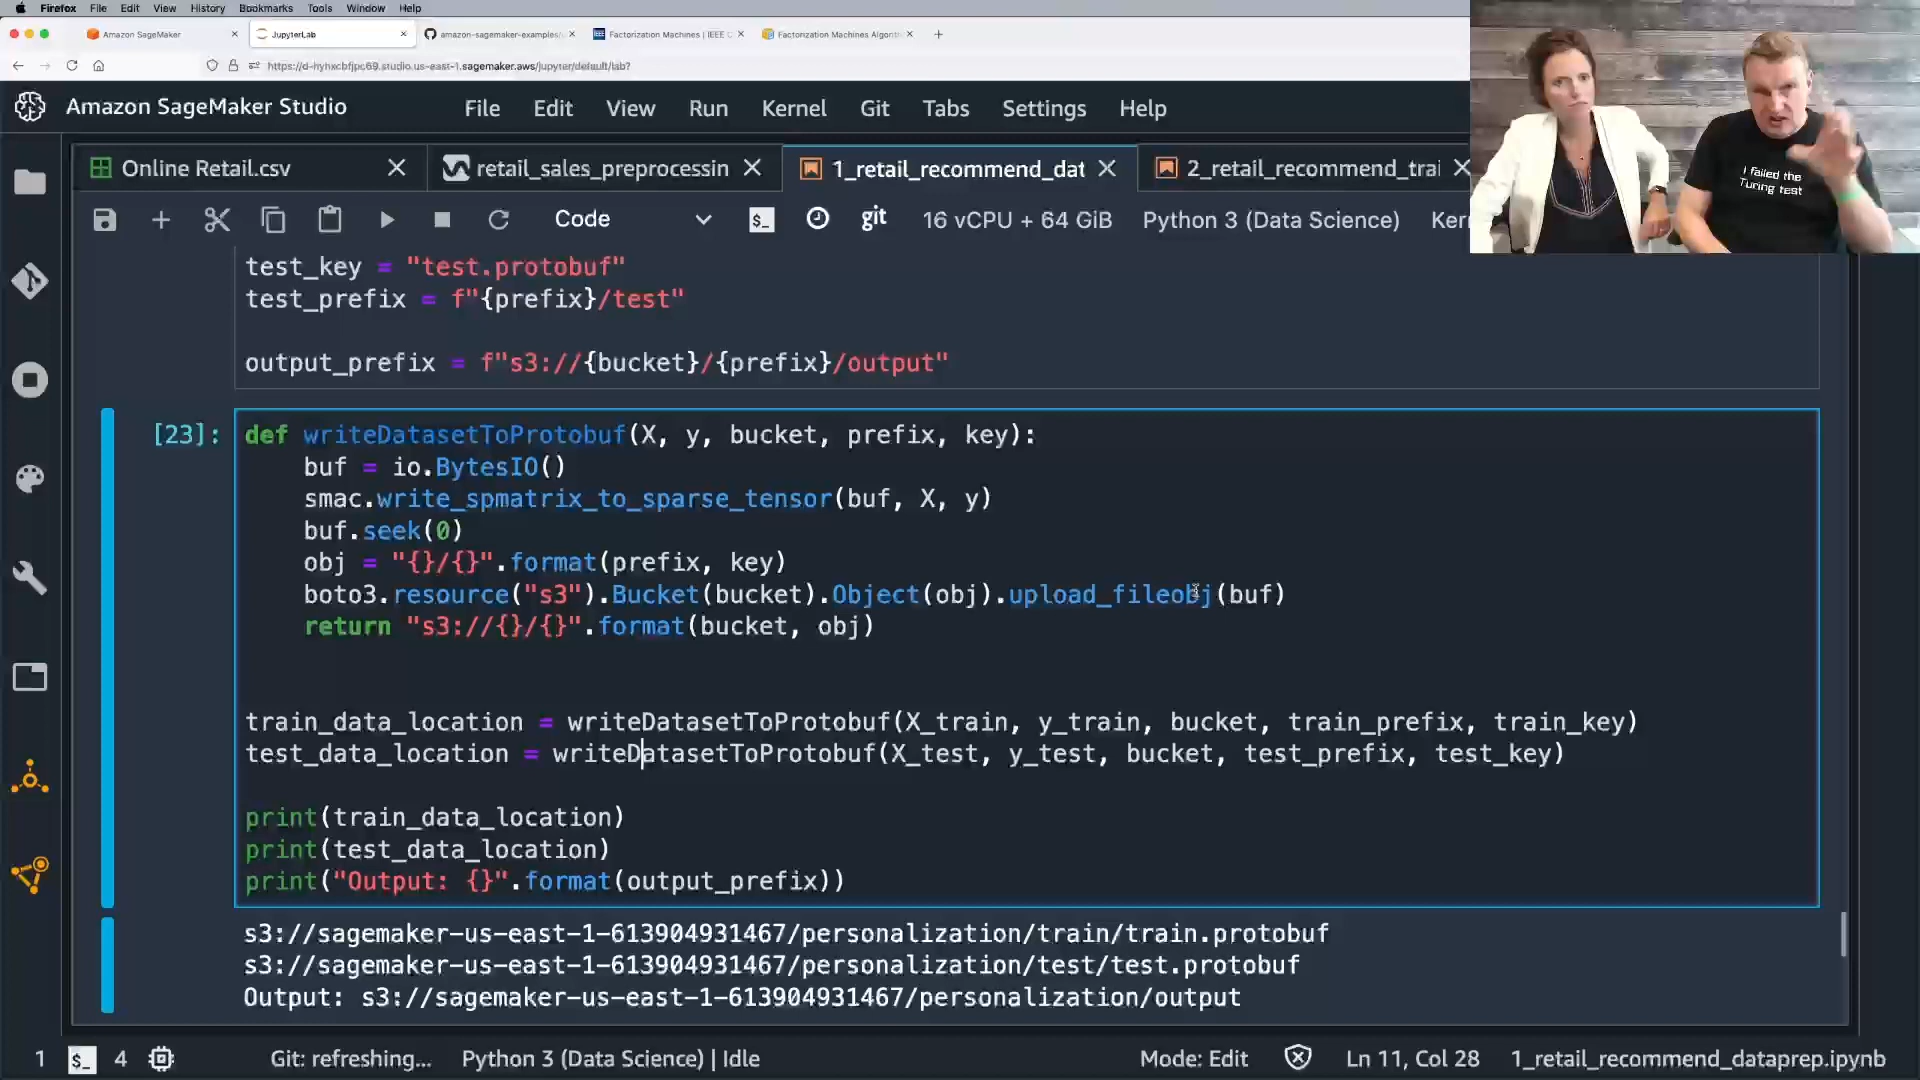 Firefox File Edit View History Bookmarks Tools Window Help
Amazon SageMaker JupyterLab amazon-sagemaker-examples/ Factorization Machines | IEEE C Factorization Machines Algorith
https://d-hyhxcbfjpc69.studio.us-east-1.sagemaker.aws/jupyter/default/lab?
Amazon SageMaker Studio File Edit View Run Kernel Git Tabs Settings Help
Online Retail.csv retail_sales_preprocessin 1_retail_recommend_dat 2_retail_recommend_trai
Code git 16 vCPU + 64 GiB Python 3 (Data Science) Kern
I failed the
Turing test
test_key = "test.protobuf"
test_prefix = f"{prefix}/test"
output_prefix = f"s3://{bucket}/{prefix}/output"
[23]: def writeDatasetToProtobuf(X, y, bucket, prefix, key):
buf = io.BytesIO()
smac.write_spmatrix_to_sparse_tensor(buf, X, y)
buf.seek(0)
obj = "{}/{}".format(prefix, key)
boto3.resource("s3").Bucket(bucket).Object(obj).upload_fileobj(buf)
return "s3://{}/{}".format(bucket, obj)
train_data_location = writeDatasetToProtobuf(X_train, y_train, bucket, train_prefix, train_key)
test_data_location = writeDatasetToProtobuf(X_test, y_test, bucket, test_prefix, test_key)
print(train_data_location)
print(test_data_location)
print("Output: {}".format(output_prefix))
s3://sagemaker-us-east-1-613904931467/personalization/train/train.protobuf
s3://sagemaker-us-east-1-613904931467/personalization/test/test.protobuf
Output: s3://sagemaker-us-east-1-613904931467/personalization/output
1 $_ 4 Git: refreshing... Python 3 (Data Science) | Idle Mode: Edit Ln 11, Col 28 1_retail_recommend_dataprep.ipynb